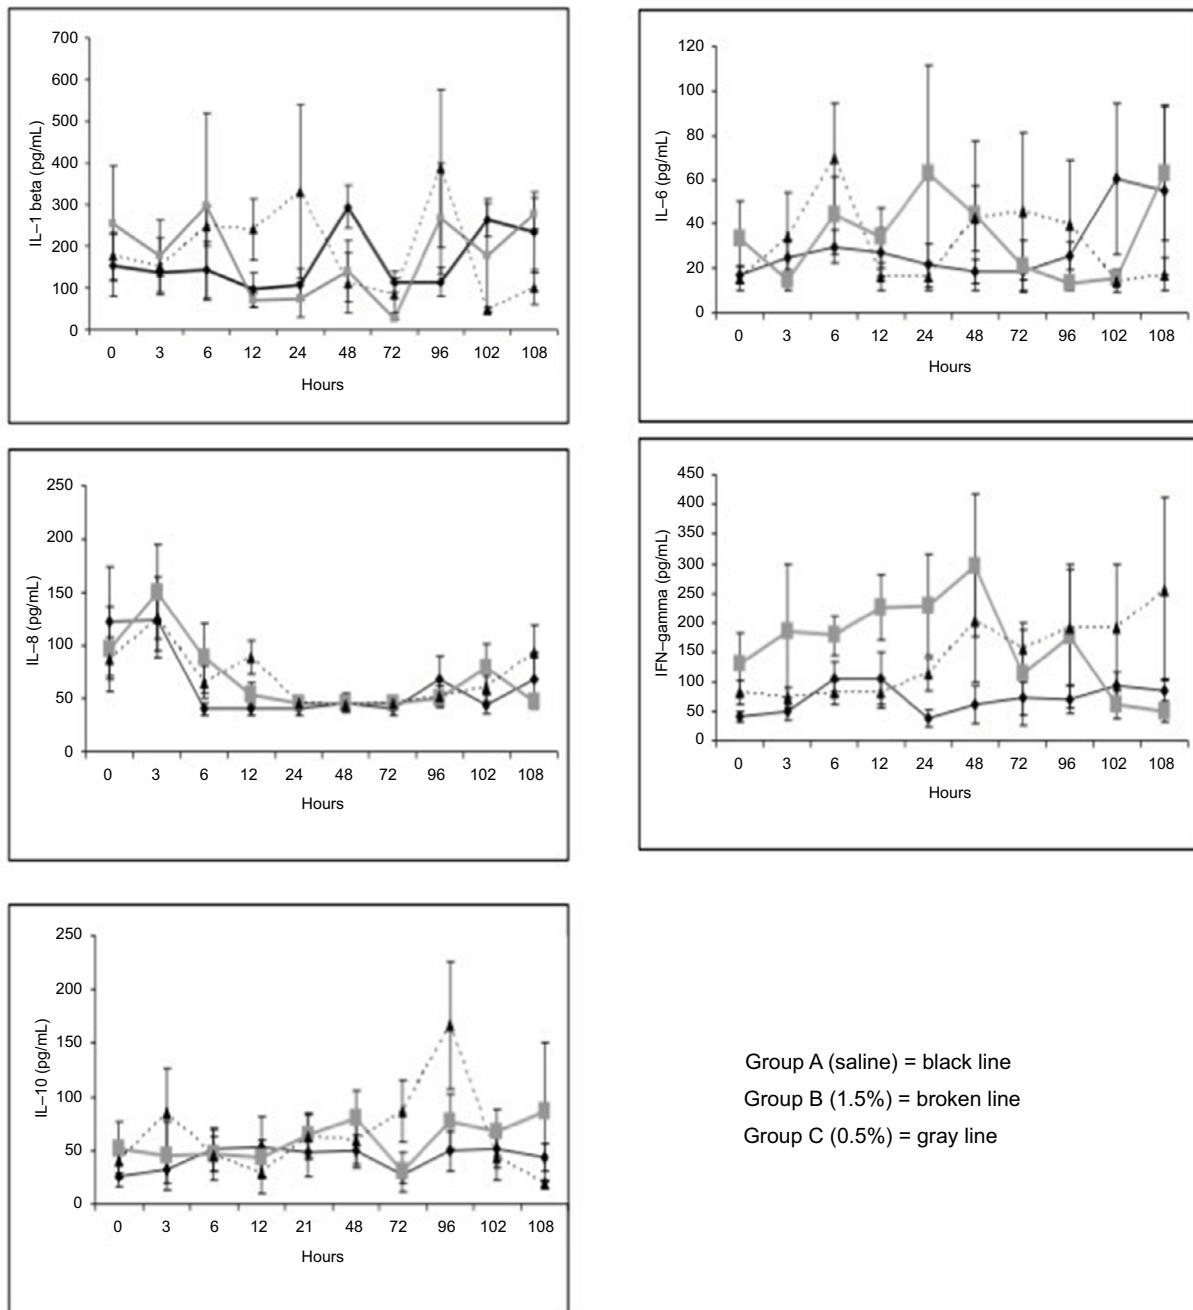 700
600
500
400
300
200
100
0
IL–1 beta (pg/mL)
0 3 6 12 24 48 72 96 102 108
Hours
120
100
80
60
40
20
0
IL–6 (pg/mL)
0 3 6 12 24 48 72 96 102 108
Hours
250
200
150
100
50
0
IL–8 (pg/mL)
0 3 6 12 24 48 72 96 102 108
Hours
450
400
350
300
250
200
150
100
50
0
IFN–gamma (pg/mL)
0 3 6 12 24 48 72 96 102 108
Hours
250
200
150
100
50
0
IL–10 (pg/mL)
0 3 6 12 21 48 72 96 102 108
Hours
Group A (saline) = black line
Group B (1.5%) = broken line
Group C (0.5%) = gray line